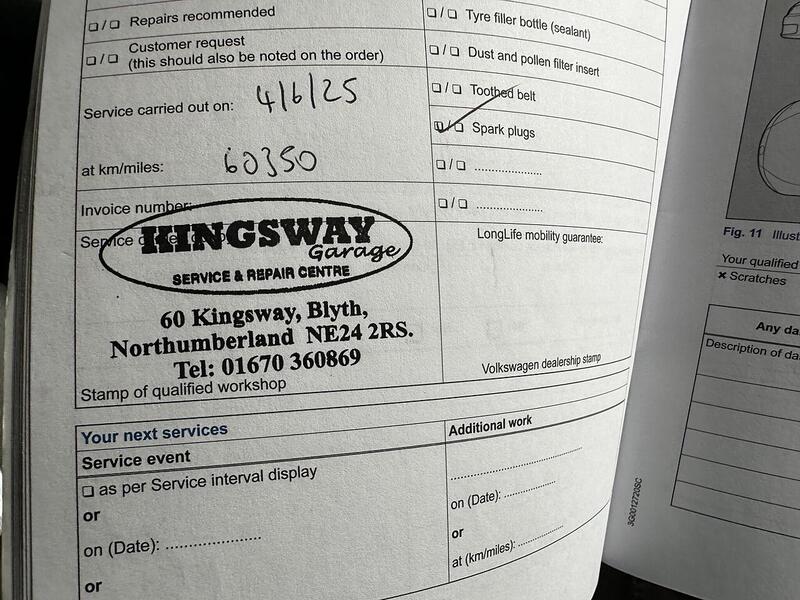 ❏ / ❏ Repairs recommended
❏ / ❏ Customer request
(this should also be noted on the order)
Service carried out on: 4/6/25
at km/miles: 60350
Invoice number:
KINGSWAY
Garage
SERVICE & REPAIR CENTRE
60 Kingsway, Blyth,
Northumberland NE24 2RS.
Tel: 01670 360869
Stamp of qualified workshop
❏ / ❏ Tyre filler bottle (sealant)
❏ / ❏ Dust and pollen filter insert
❏ / ❏ Toothed belt
❏ / ❏ Spark plugs
❏ / ❏ ......................
❏ / ❏ ......................
LongLife mobility guarantee:
Volkswagen dealership stamp
Your next services
Service event
❏ as per Service interval display
or
on (Date): ......................
or
Additional work
..............................
on (Date): ................
or
at (km/miles): ..............
3G0012720SC
Fig. 11 Illust
Your qualified
× Scratches
Any da
Description of da